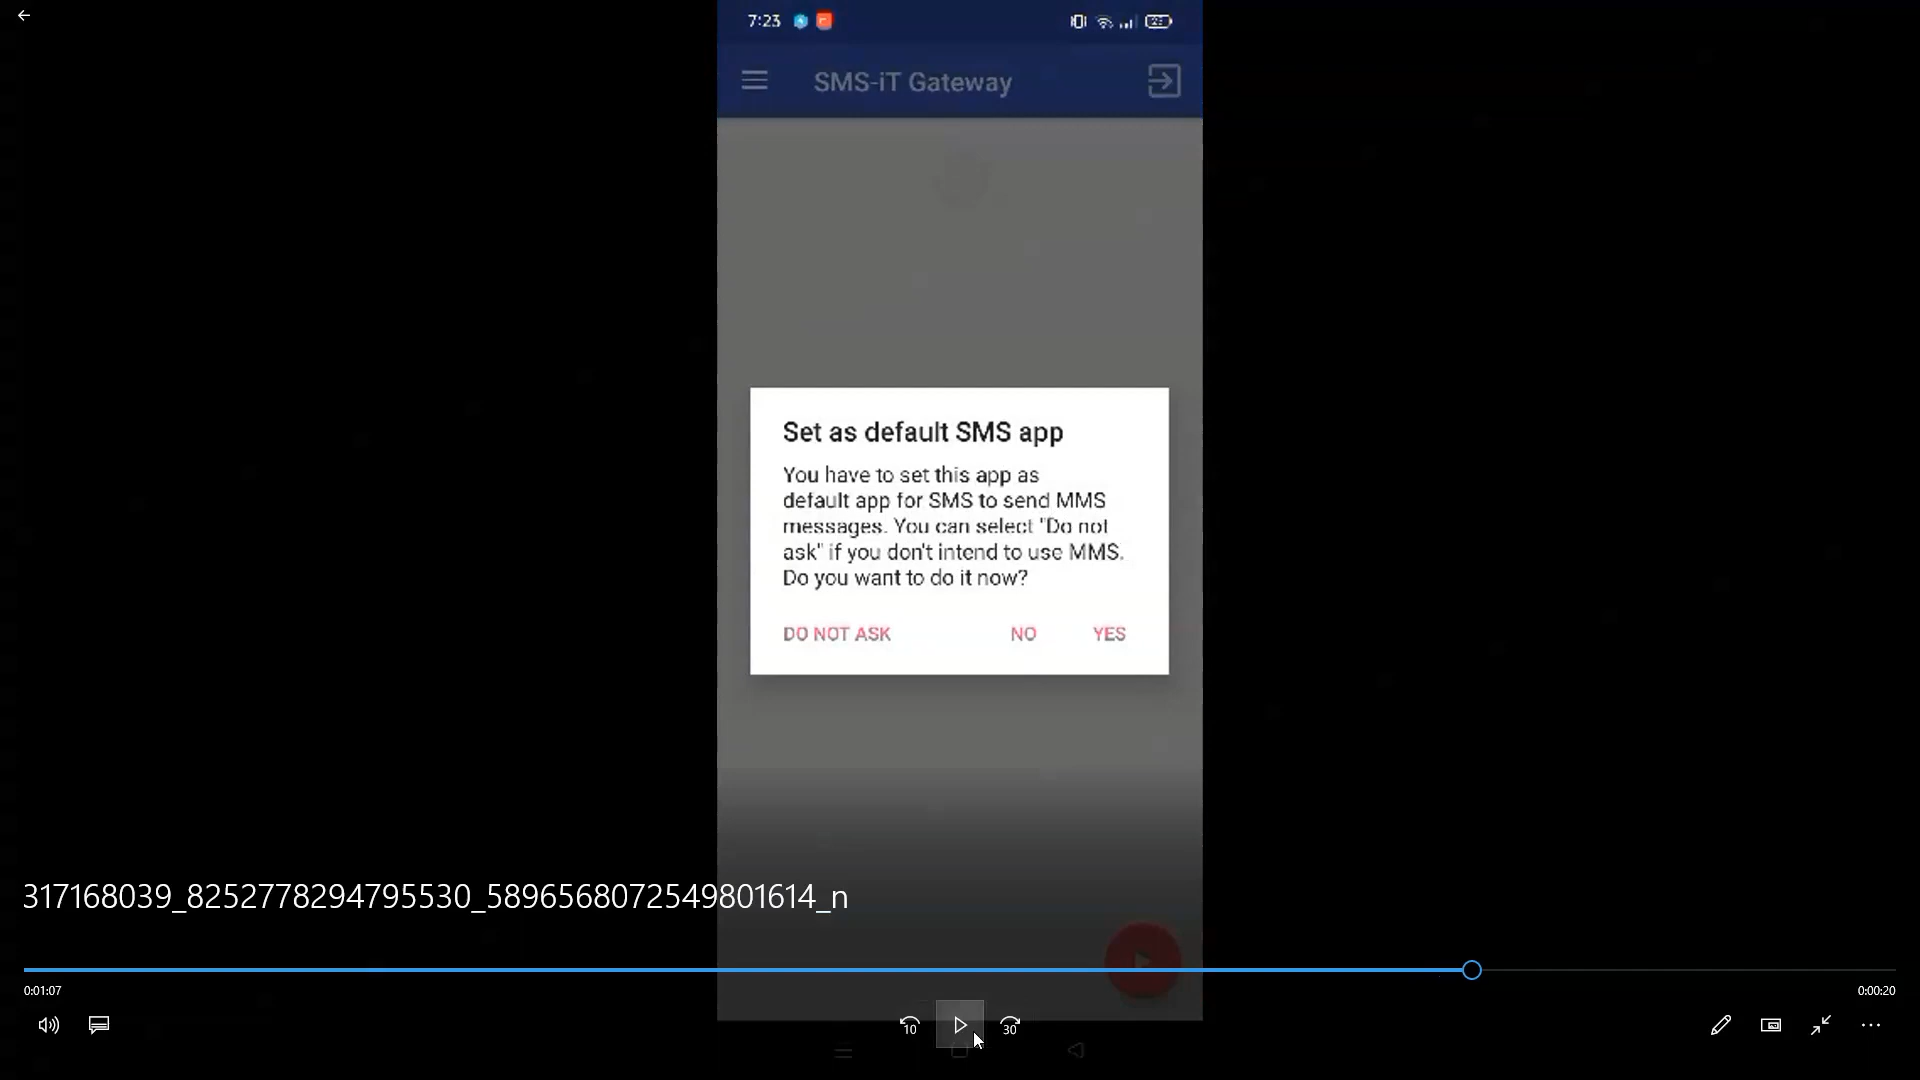 7:23
SMS-iT Gateway
Set as default SMS app
You have to set this app as
default app for SMS to send MMS
messages. You can select "Do not
ask" if you don't intend to use MMS.
Do you want to do it now?
DO NOT ASK NO YES
317168039_8252778294795530_5896568072549801614_n
0:01:07 0:00:20
10 30